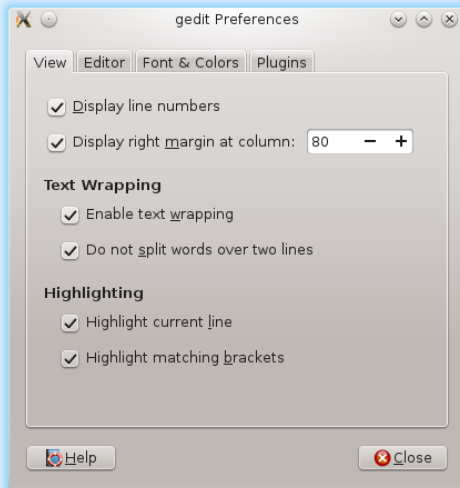 gedit Preferences
View Editor Font & Colors Plugins
Display line numbers
Display right margin at column: 80
Text Wrapping
Enable text wrapping
Do not split words over two lines
Highlighting
Highlight current line
Highlight matching brackets
Help Close